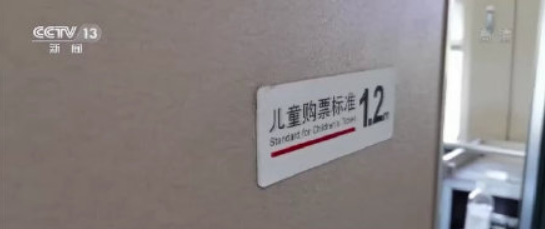 CCTV 13
新闻
儿童购票标准 1.2m
Standard for Children's Ticket